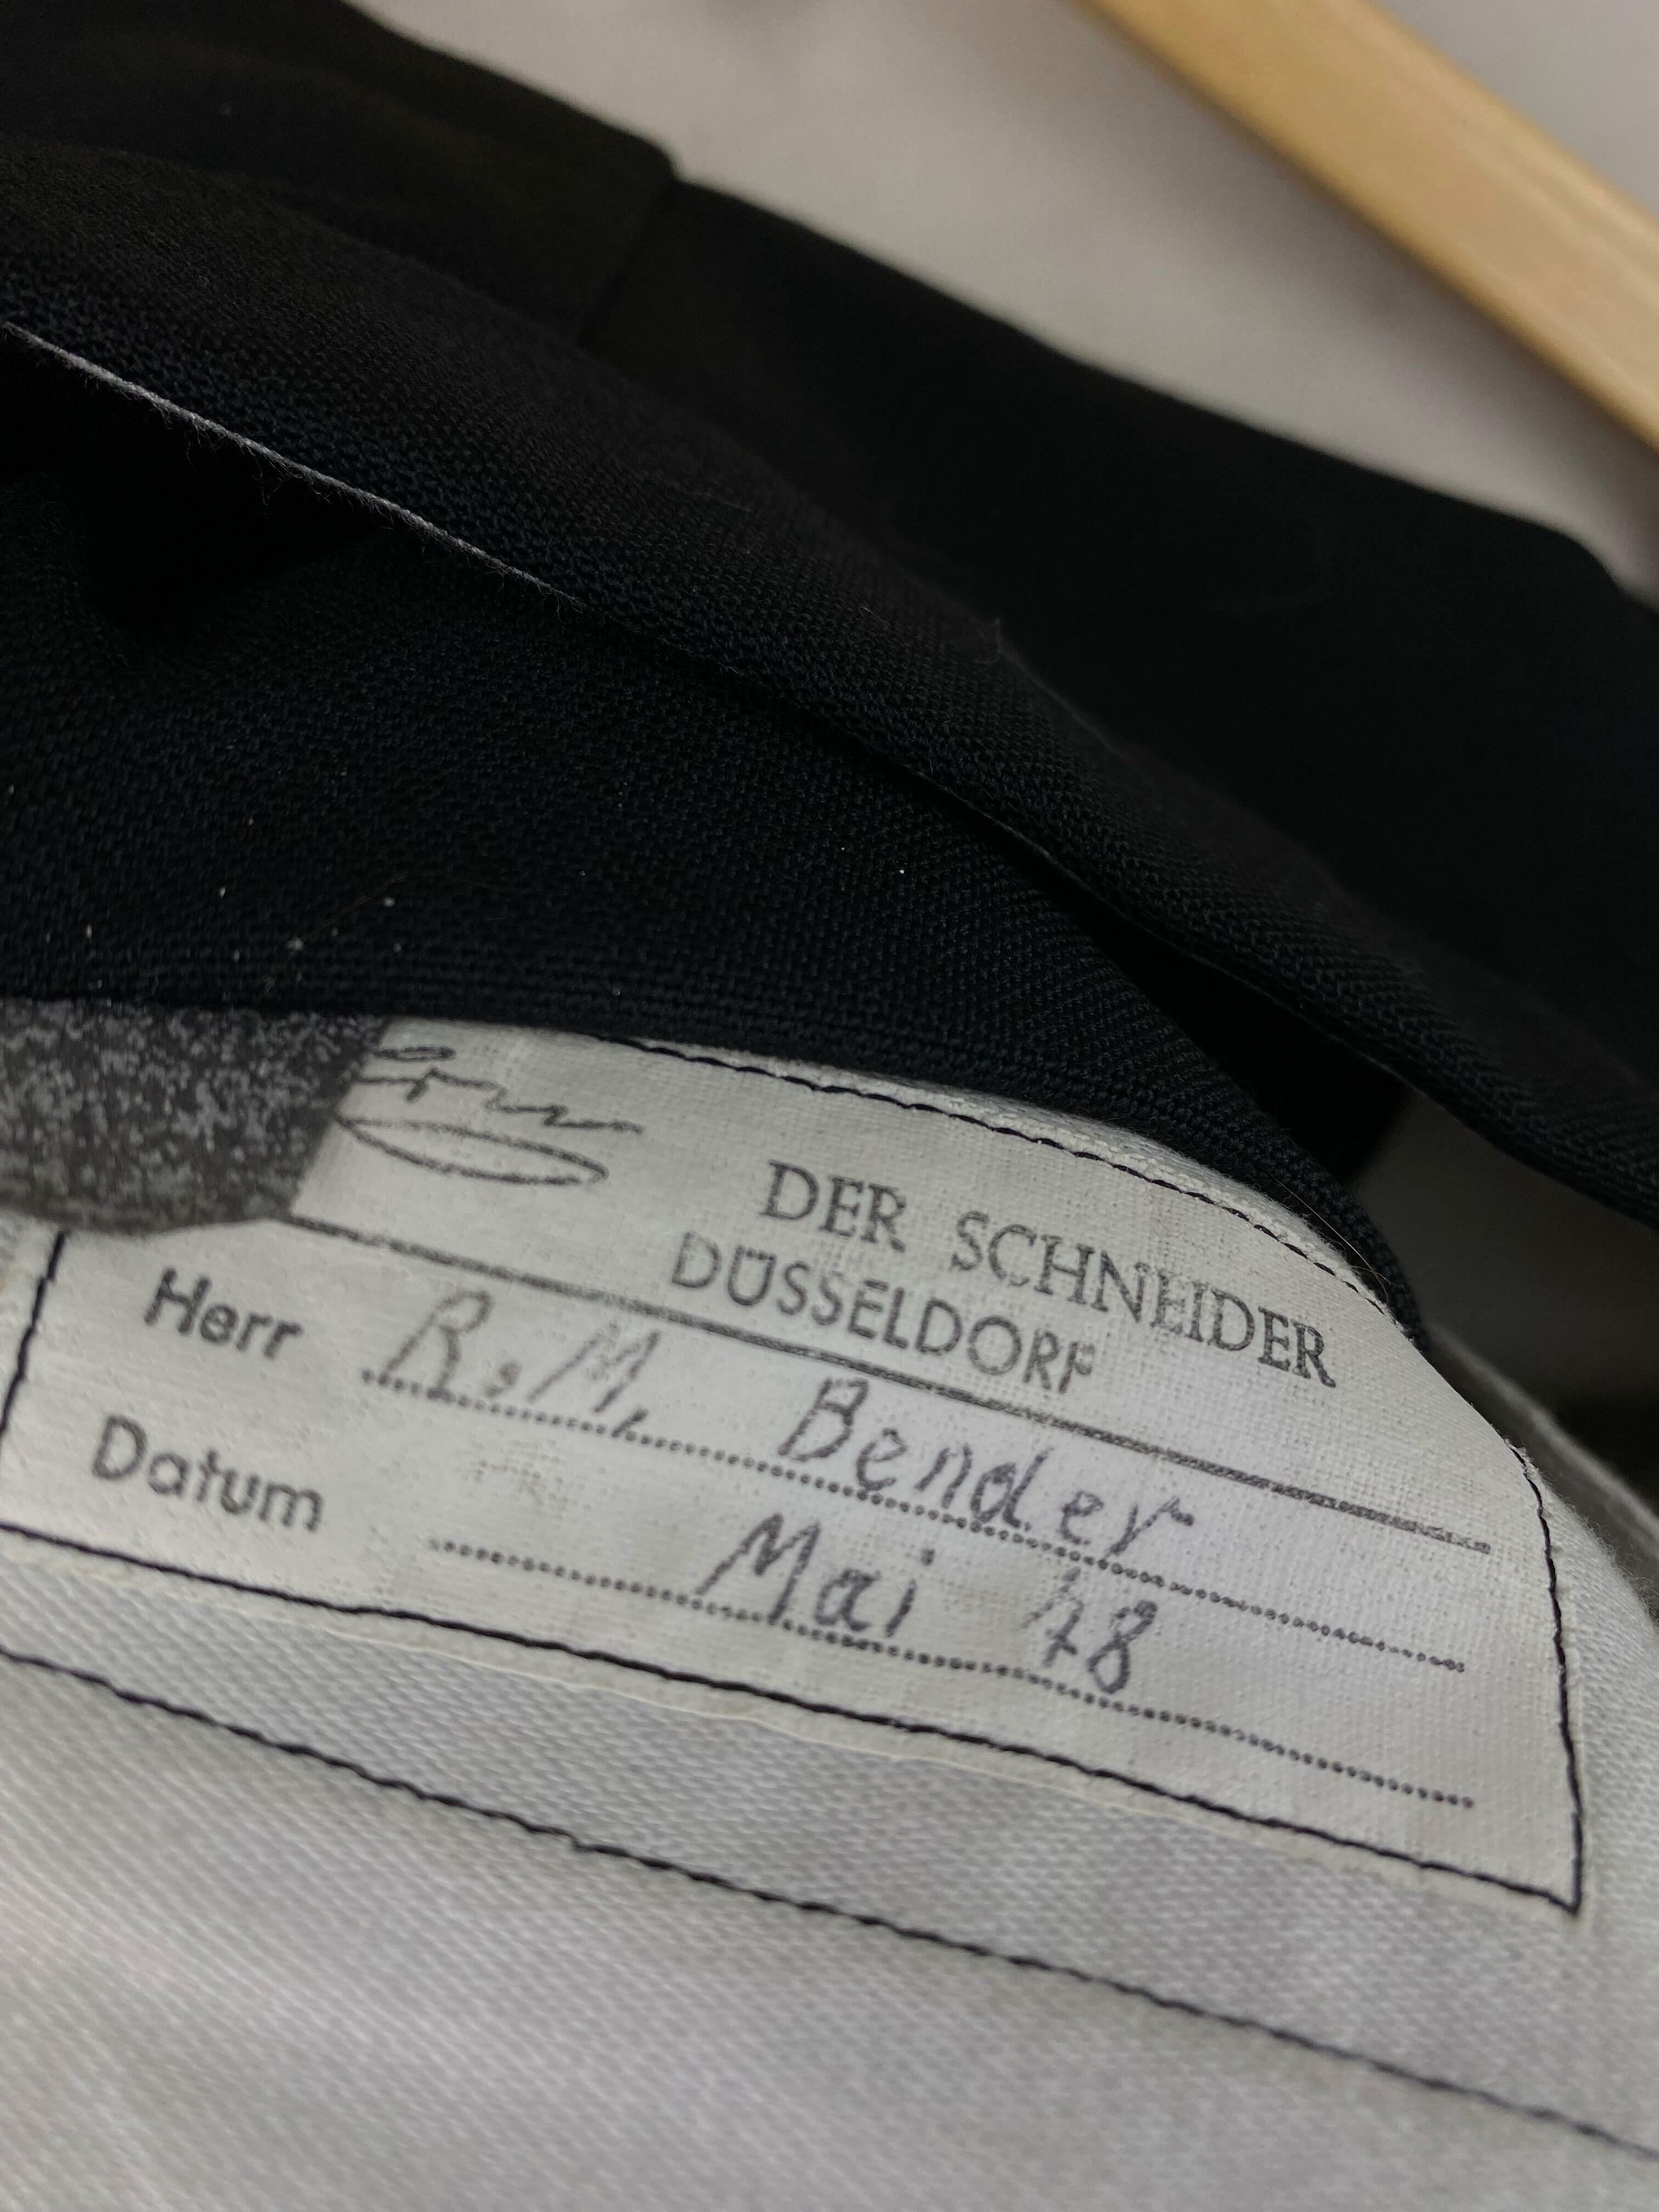 DER SCHNEIDER
DÜSSELDORF
Herr R.M. Bender
Datum Mai 78